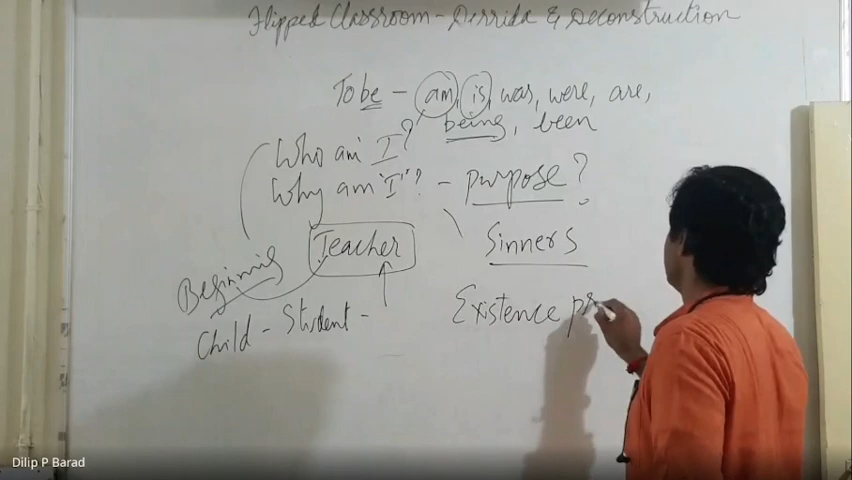 Flipped Classroom - Derrida & Deconstruction
To be - am, is, was, were, are,
being, been
Who am I?
Why am "I"? - purpose?
Teacher
Sinners
Beginning
Child - Student -
Existence pr
Dilip P Barad